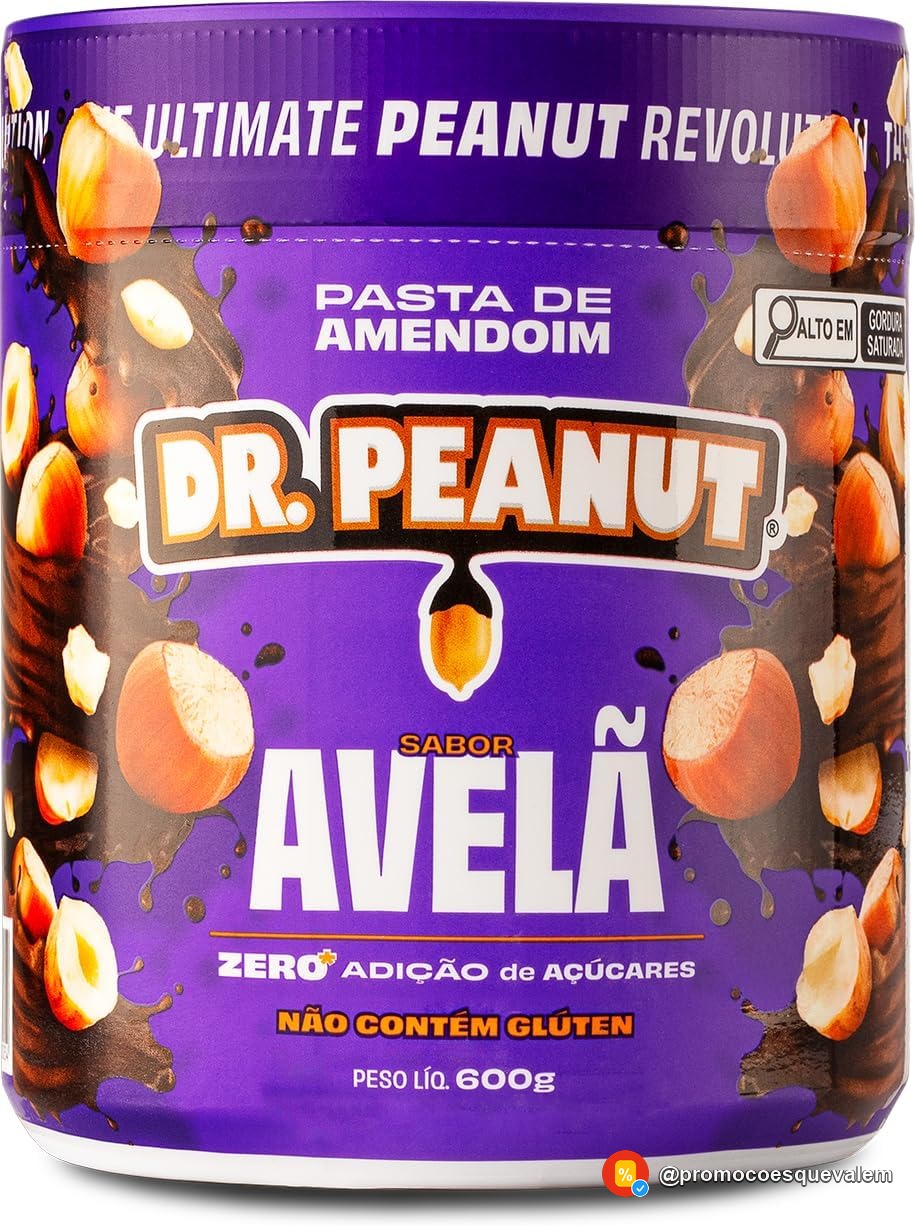 ULTIMATE PEANUT
PASTA DE
AMENDOIM
ALTO EM
GORDURA
SATURADA
DR. PEANUT®
SABOR
AVELÃ
ZERO* ADIÇÃO de AÇÚCARES
NÃO CONTÉM GLÚTEN
PESO LÍQ. 600g
% @promocoesquevalem